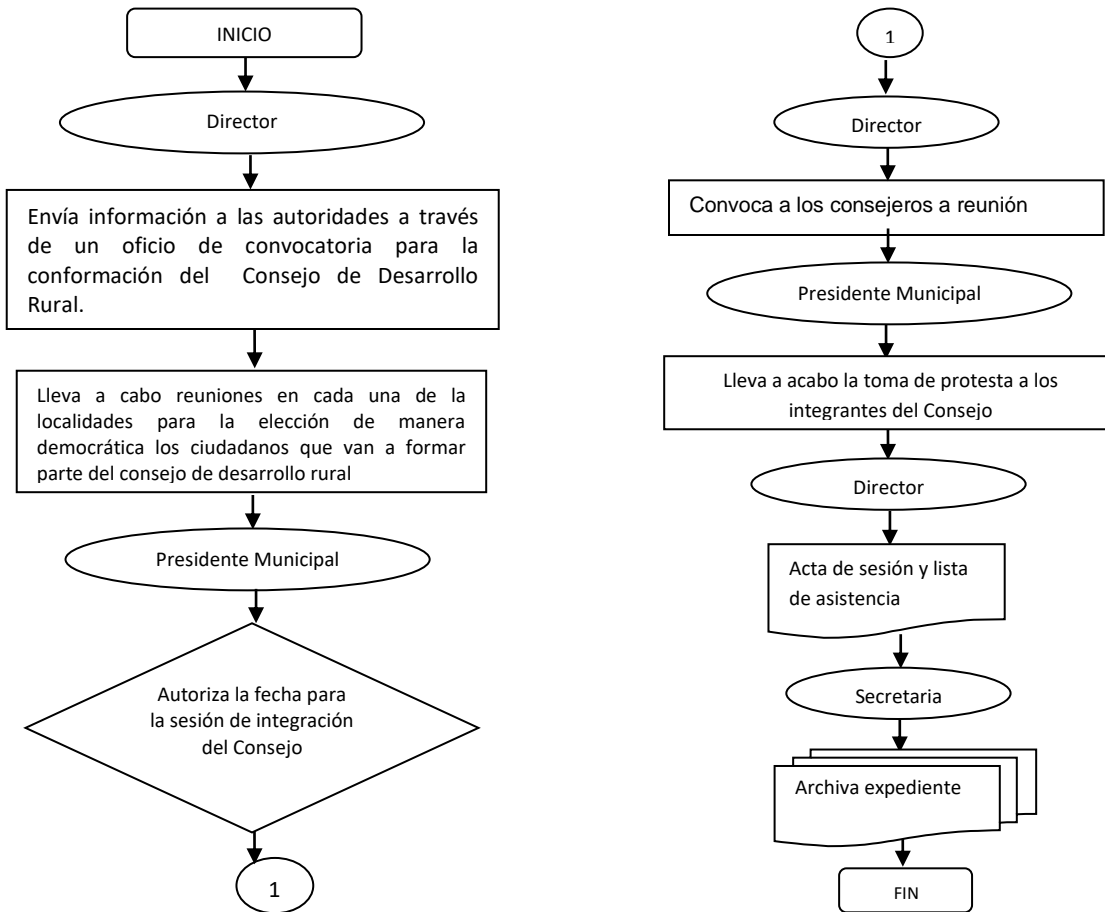 INICIO
Director
Envía información a las autoridades a través
de un oficio de convocatoria para la
conformación del Consejo de Desarrollo
Rural.
Lleva a cabo reuniones en cada una de la
localidades para la elección de manera
democrática los ciudadanos que van a formar
parte del consejo de desarrollo rural
Presidente Municipal
Autoriza la fecha para
la sesión de integración
del Consejo
1
1
Director
Convoca a los consejeros a reunión
Presidente Municipal
Lleva a acabo la toma de protesta a los
integrantes del Consejo
Director
Acta de sesión y lista
de asistencia
Secretaria
Archiva expediente
FIN